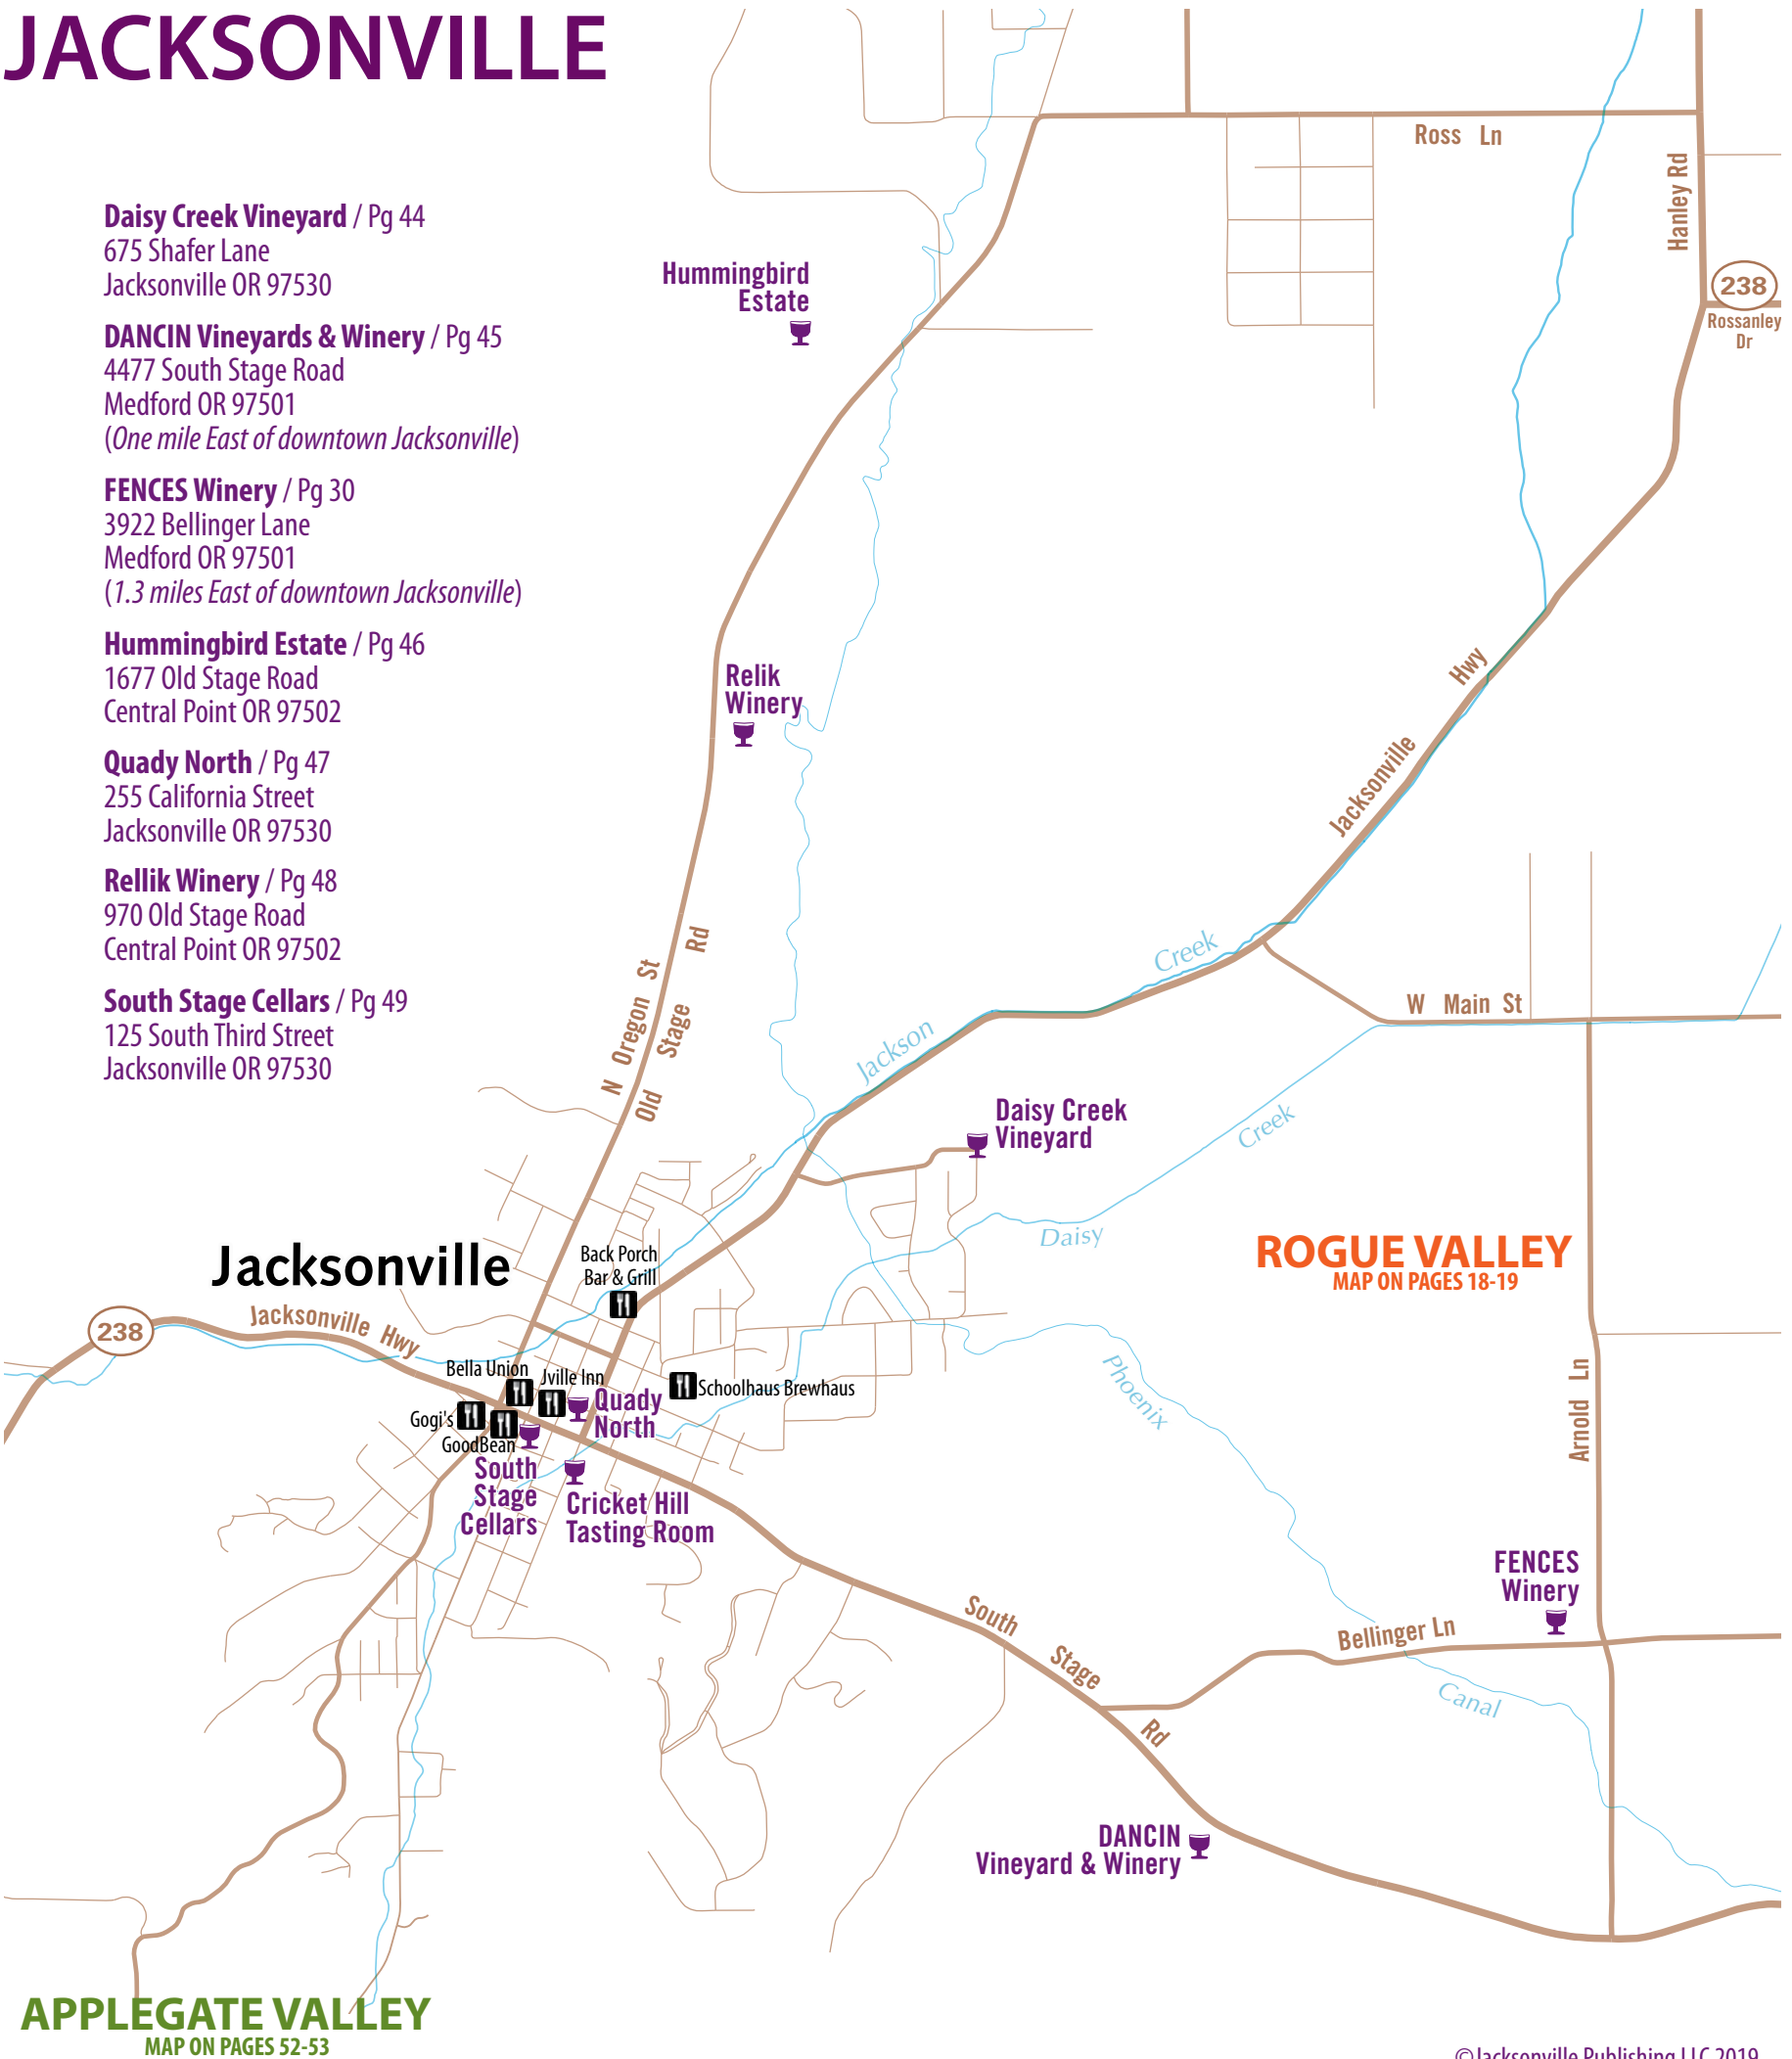 JACKSONVILLE
Daisy Creek Vineyard / Pg 44
675 Shafer Lane
Jacksonville OR 97530
DANCIN Vineyards & Winery / Pg 45
4477 South Stage Road
Medford OR 97501
(One mile East of downtown Jacksonville)
FENCES Winery / Pg 30
3922 Bellinger Lane
Medford OR 97501
(1.3 miles East of downtown Jacksonville)
Hummingbird Estate / Pg 46
1677 Old Stage Road
Central Point OR 97502
Quady North / Pg 47
255 California Street
Jacksonville OR 97530
Rellik Winery / Pg 48
970 Old Stage Road
Central Point OR 97502
South Stage Cellars / Pg 49
125 South Third Street
Jacksonville OR 97530
Ross Ln
Hanley Rd
238
Rossanley
Dr
Hummingbird
Estate
Relik
Winery
Jacksonville Hwy
N Oregon St
Old Stage Rd
Jackson Creek
W Main St
Daisy Creek
Vineyard
Daisy Creek
ROGUE VALLEY
MAP ON PAGES 18-19
Jacksonville
Back Porch
Bar & Grill
238
Jacksonville Hwy
Bella Union
Jville Inn
Quady
North
Schoolhaus Brewhaus
Gogi's
GoodBean
South
Stage
Cellars
Cricket Hill
Tasting Room
Phoenix Canal
Arnold Ln
FENCES
Winery
Bellinger Ln
South Stage Rd
DANCIN
Vineyard & Winery
APPLEGATE VALLEY
MAP ON PAGES 52-53
©Jacksonville Publishing LLC 2019